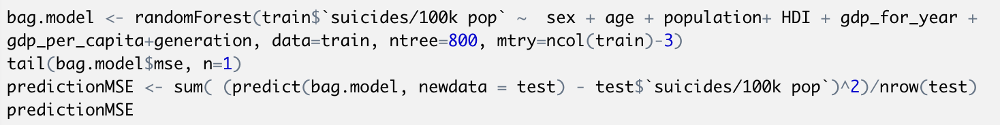 bag.model <- randomForest(train$`suicides/100k pop` ~  sex + age + population+ HDI + gdp_for_year +
gdp_per_capita+generation, data=train, ntree=800, mtry=ncol(train)-3)
tail(bag.model$mse, n=1)
predictionMSE <- sum( (predict(bag.model, newdata = test) - test$`suicides/100k pop`)^2)/nrow(test)
predictionMSE